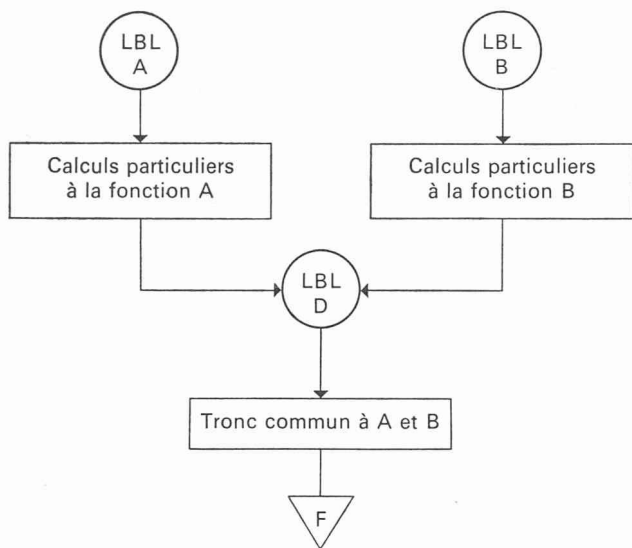 LBL
A
LBL
B
Calculs particuliers
à la fonction A
Calculs particuliers
à la fonction B
LBL
D
Tronc commun à A et B
F